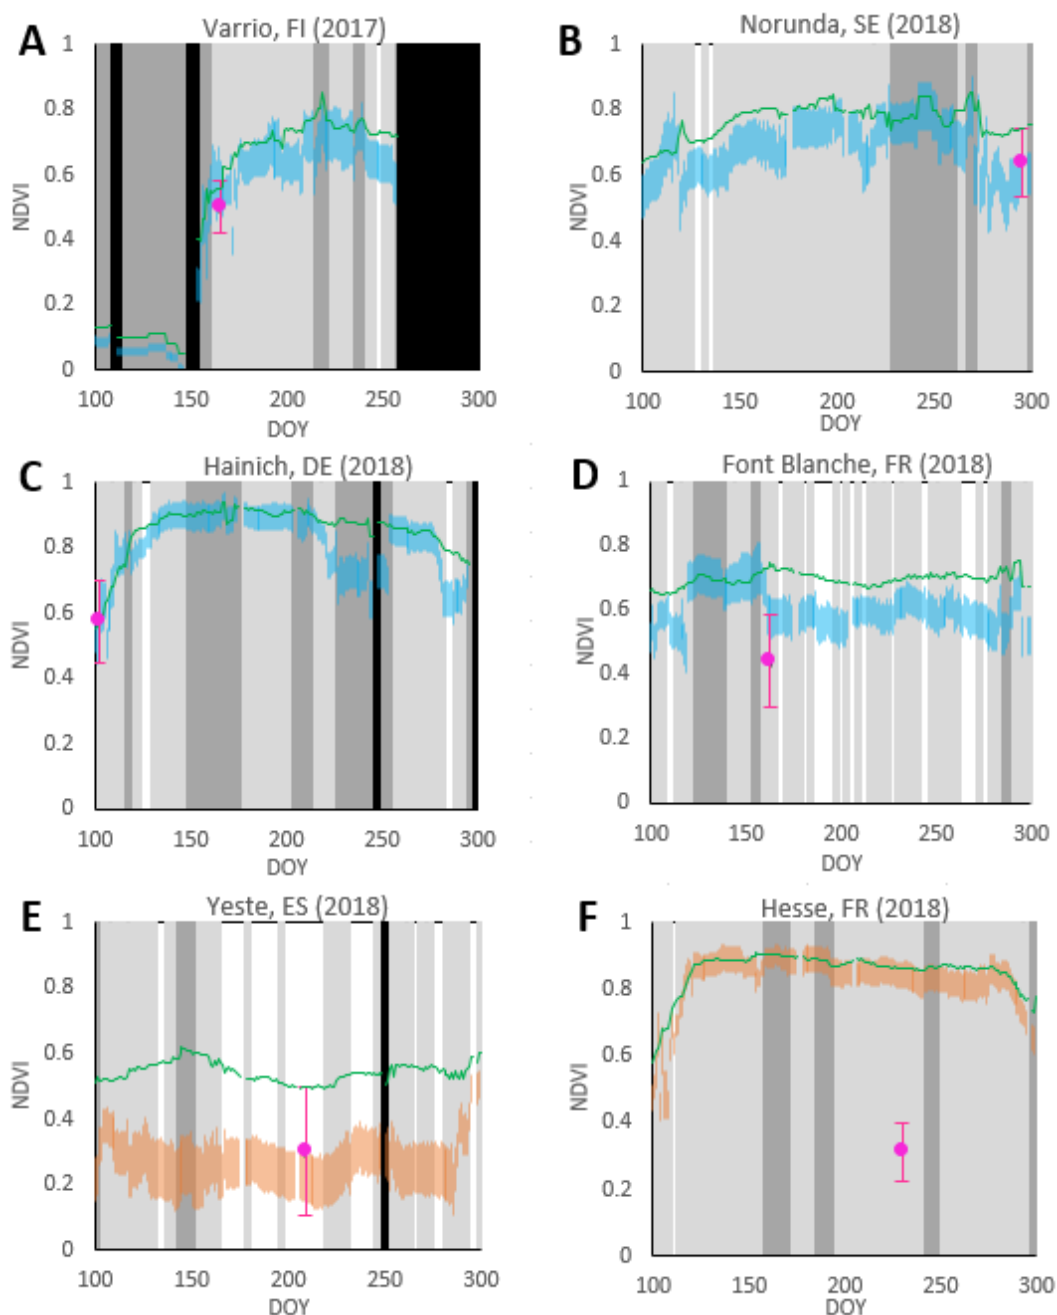 A
Varrio, FI (2017)
1
0.8
0.6
0.4
0.2
0
NDVI
100 150 200 250 300
DOY
B
Norunda, SE (2018)
1
0.8
0.6
0.4
0.2
0
NDVI
100 150 200 250 300
DOY
C
Hainich, DE (2018)
1
0.8
0.6
0.4
0.2
0
NDVI
100 150 200 250 300
DOY
D
Font Blanche, FR (2018)
1
0.8
0.6
0.4
0.2
0
NDVI
100 150 200 250 300
DOY
E
Yeste, ES (2018)
1
0.8
0.6
0.4
0.2
0
NDVI
100 150 200 250 300
DOY
F
Hesse, FR (2018)
1
0.8
0.6
0.4
0.2
0
NDVI
100 150 200 250 300
DOY